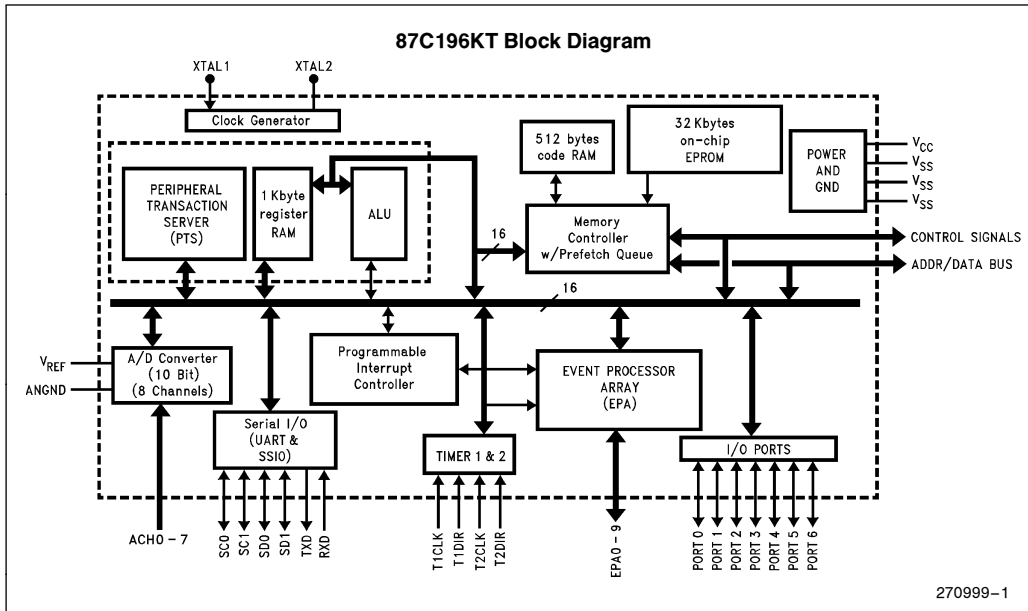 87C196KT Block Diagram
XTAL1
XTAL2
Clock Generator
512 bytes
code RAM
32 Kbytes
on-chip
EPROM
POWER
AND
GND
VCC
VSS
VSS
VSS
PERIPHERAL
TRANSACTION
SERVER
(PTS)
1 Kbyte
register
RAM
ALU
16
Memory
Controller
w/Prefetch Queue
CONTROL SIGNALS
ADDR/DATA BUS
16
VREF
ANGND
A/D Converter
(10 Bit)
(8 Channels)
Programmable
Interrupt
Controller
EVENT PROCESSOR
ARRAY
(EPA)
Serial I/O
(UART &
SSIO)
TIMER 1 & 2
I/O PORTS
ACH0 - 7
SC0
SC1
SD0
SD1
TXD
RXD
T1CLK
T1DIR
T2CLK
T2DIR
EPA0 - 9
PORT 0
PORT 1
PORT 2
PORT 3
PORT 4
PORT 5
PORT 6
270999–1